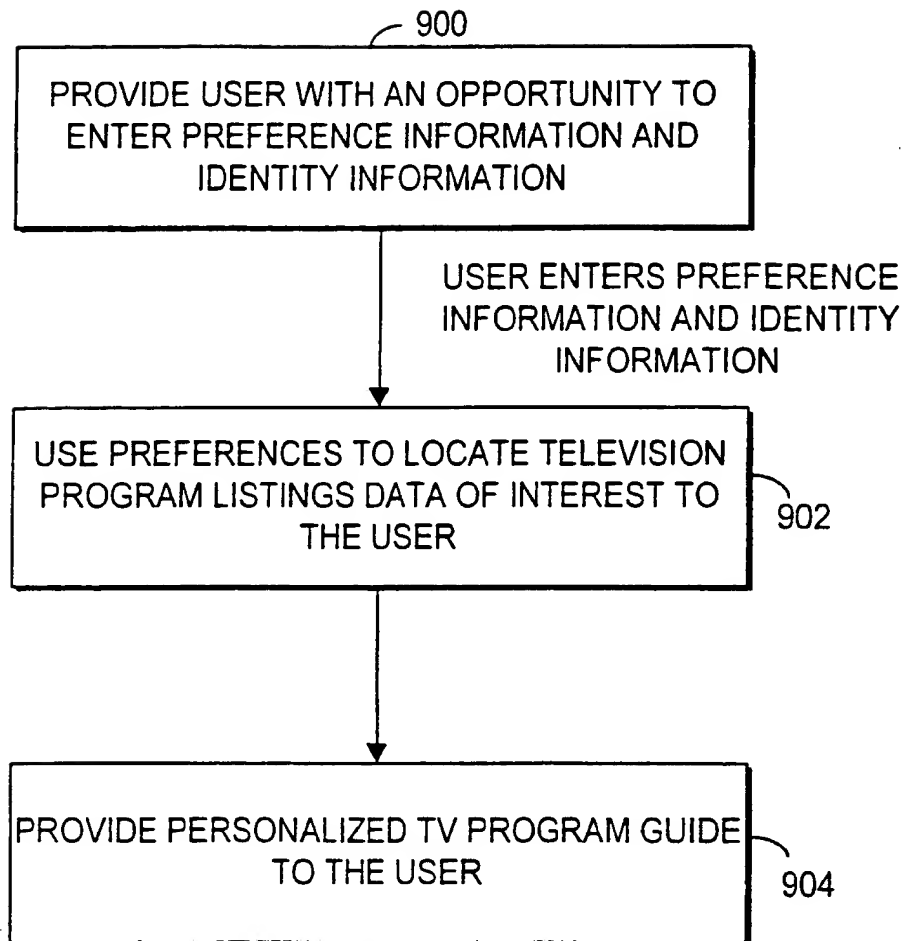 900
PROVIDE USER WITH AN OPPORTUNITY TO
ENTER PREFERENCE INFORMATION AND
IDENTITY INFORMATION
USER ENTERS PREFERENCE
INFORMATION AND IDENTITY
INFORMATION
USE PREFERENCES TO LOCATE TELEVISION
PROGRAM LISTINGS DATA OF INTEREST TO
THE USER
902
PROVIDE PERSONALIZED TV PROGRAM GUIDE
TO THE USER
904